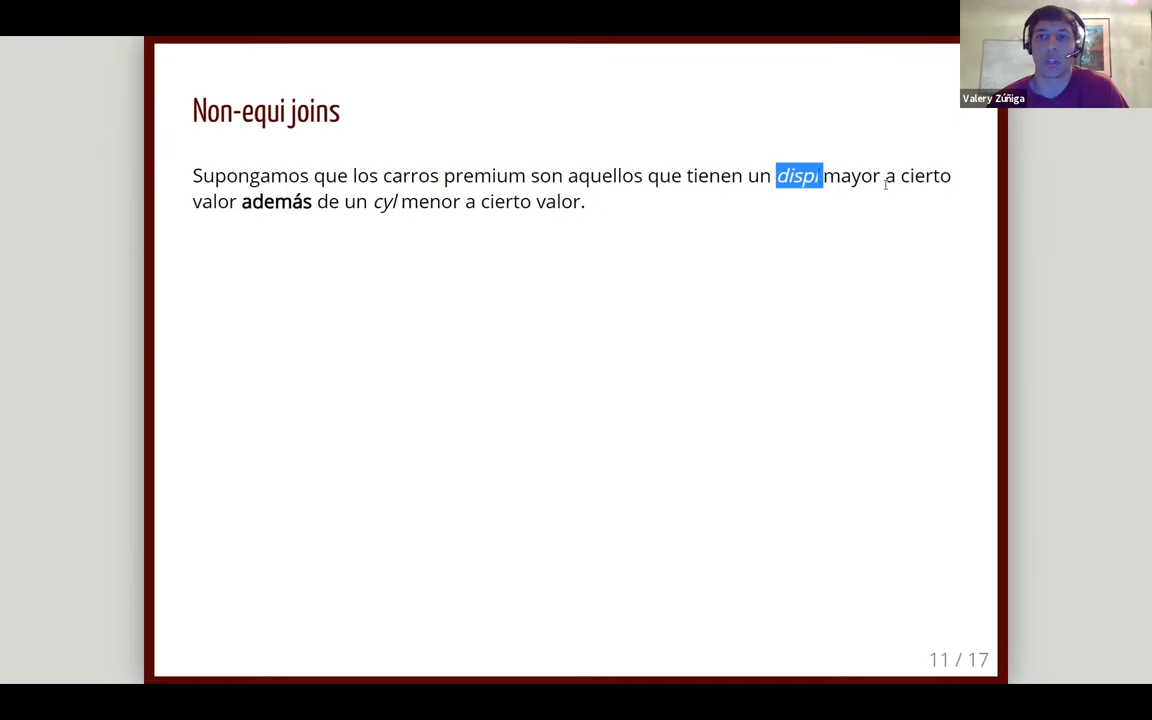 Non-equi joins
Supongamos que los carros premium son aquellos que tienen un displ mayor a cierto
valor además de un cyl menor a cierto valor.
Valery Zúñiga
11 / 17